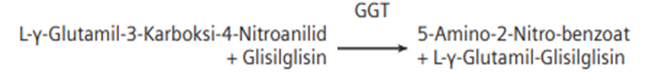 GGT
L-γ-Glutamil-3-Karboksi-4-Nitroanilid 5-Amino-2-Nitro-benzoat
+ Glisilglisin + L-γ-Glutamil-Glisilglisin